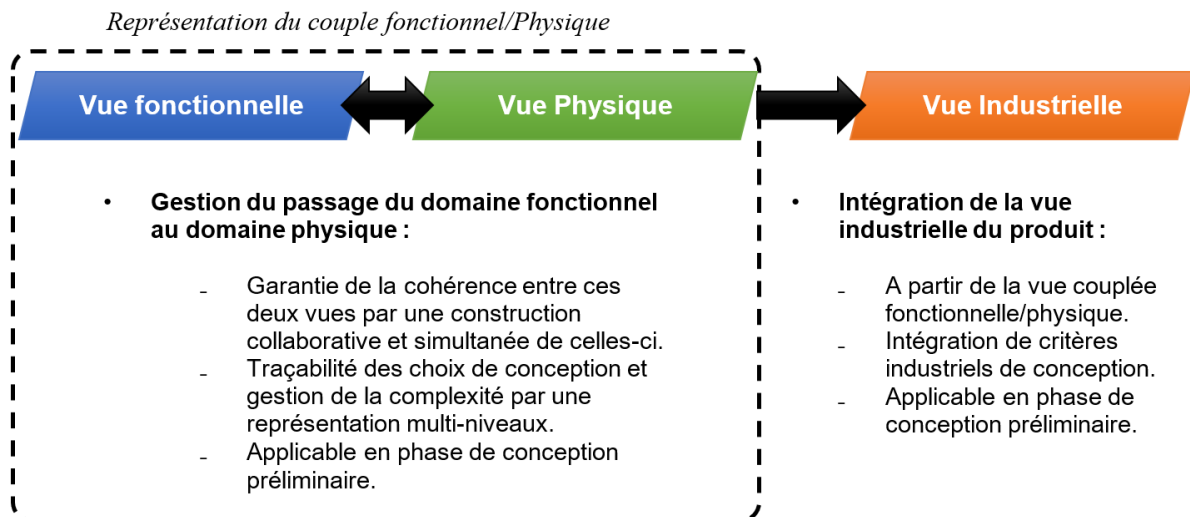 Représentation du couple fonctionnel/Physique
Vue fonctionnelle
Vue Physique
Vue Industrielle
• Gestion du passage du domaine fonctionnel
au domaine physique :
- Garantie de la cohérence entre ces
deux vues par une construction
collaborative et simultanée de celles-ci.
- Traçabilité des choix de conception et
gestion de la complexité par une
représentation multi-niveaux.
- Applicable en phase de conception
préliminaire.
• Intégration de la vue
industrielle du produit :
- A partir de la vue couplée
fonctionnelle/physique.
- Intégration de critères
industriels de conception.
- Applicable en phase de
conception préliminaire.